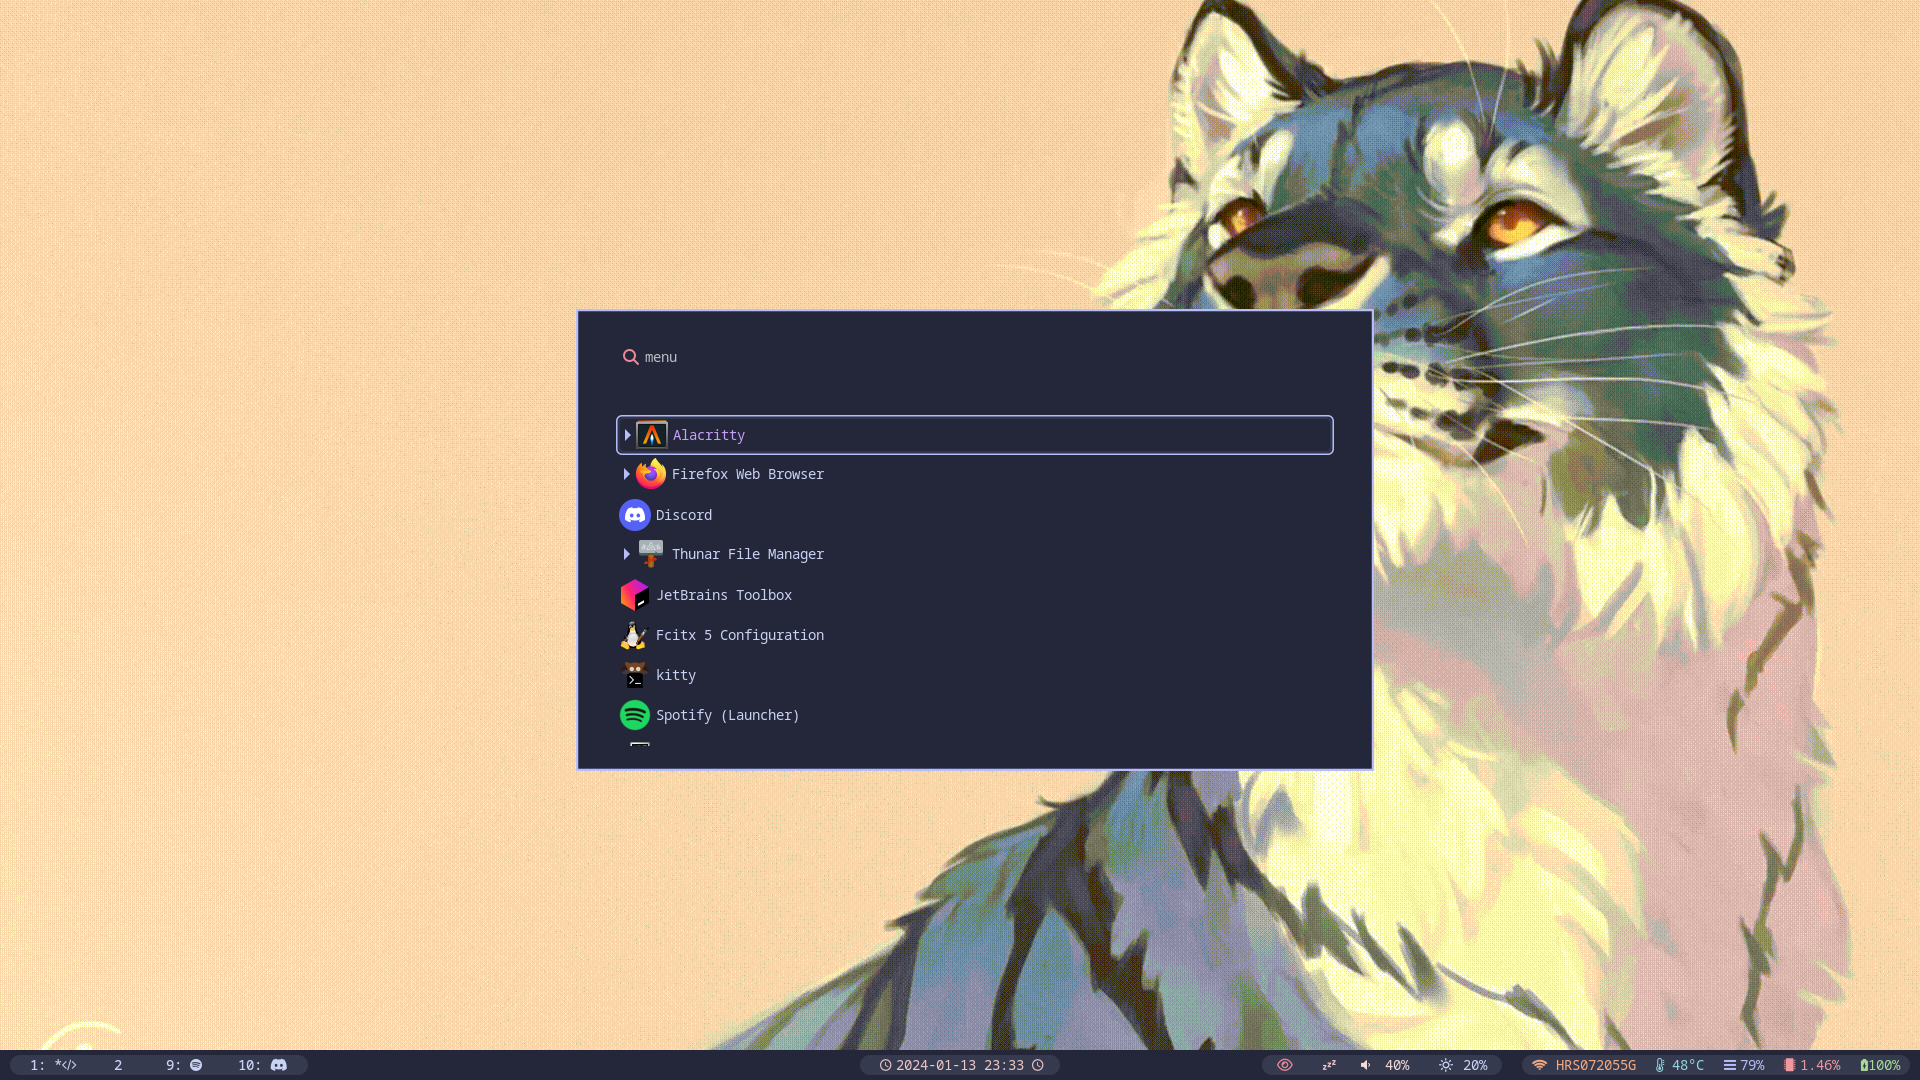 menu
Alacritty
Firefox Web Browser
Discord
Thunar File Manager
JetBrains Toolbox
Fcitx 5 Configuration
kitty
Spotify (Launcher)
1: *</> 2 9: 10: 2024-01-13 23:33 zzz 40% 20% HRS072055G 48°C 79% 1.46% 100%